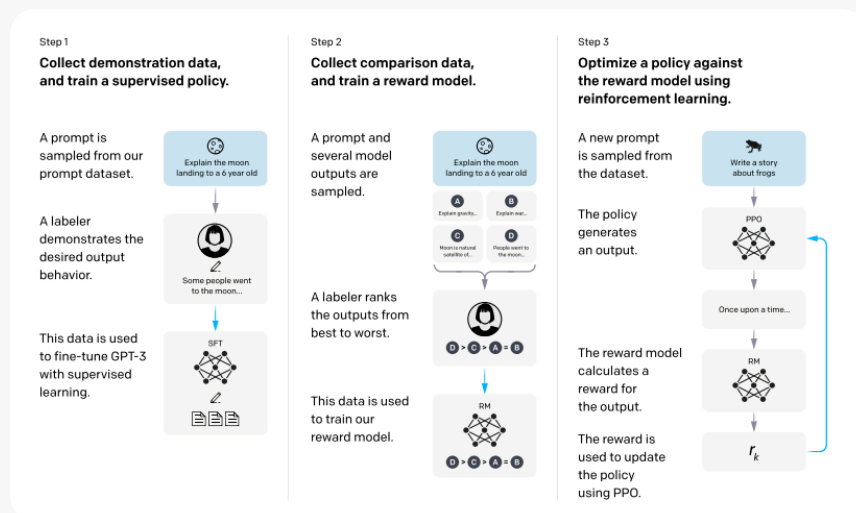 Step 1
Collect demonstration data,
and train a supervised policy.
A prompt is
sampled from our
prompt dataset.
Explain the moon
landing to a 6 year old
A labeler
demonstrates the
desired output
behavior.
Some people went
to the moon...
This data is used
to fine-tune GPT-3
with supervised
learning.
SFT
Step 2
Collect comparison data,
and train a reward model.
A prompt and
several model
outputs are
sampled.
Explain the moon
landing to a 6 year old
A
Explain gravity...
B
Explain war...
C
Moon is natural
satellite of...
D
People went to
the moon...
A labeler ranks
the outputs from
best to worst.
D > C > A = B
This data is used
to train our
reward model.
RM
D > C > A = B
Step 3
Optimize a policy against
the reward model using
reinforcement learning.
A new prompt
is sampled from
the dataset.
Write a story
about frogs
The policy
generates
an output.
PPO
Once upon a time...
The reward model
calculates a
reward for
the output.
RM
The reward is
used to update
the policy
using PPO.
rₖ